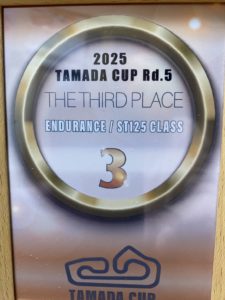 2025
TAMADA CUP Rd.5
THE THIRD PLACE
ENDURANCE / ST125 CLASS
3
TAMADA CUP